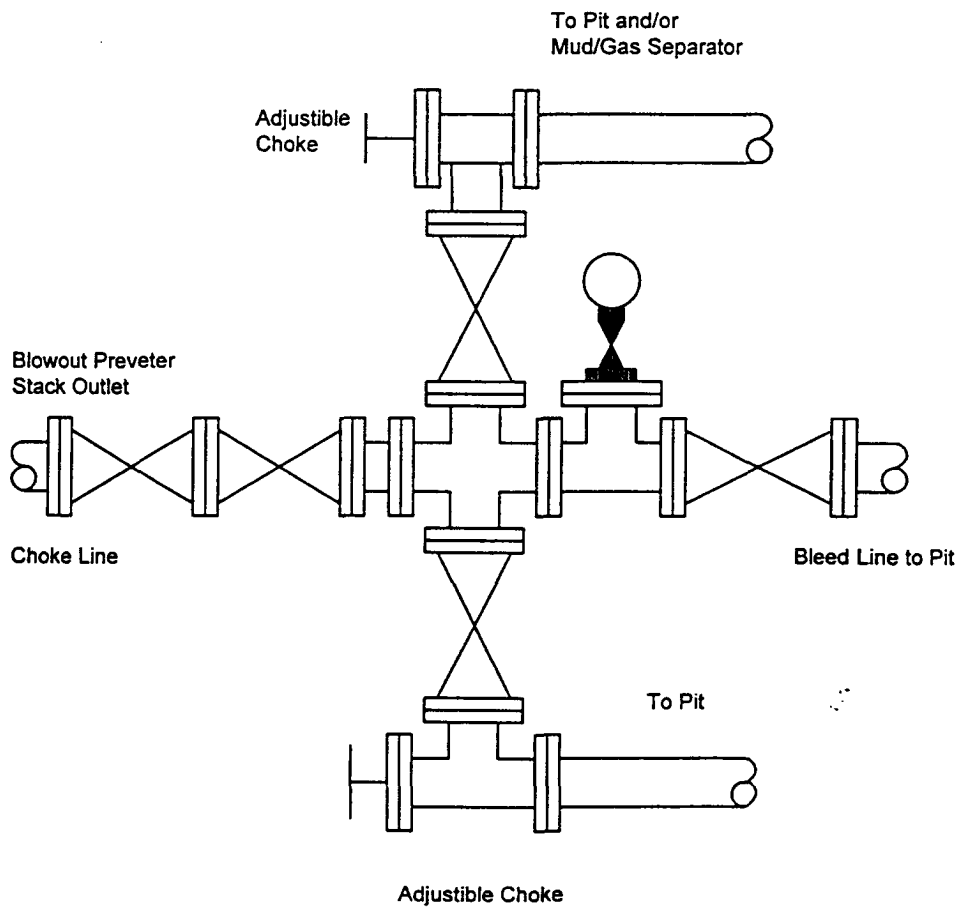 To Pit and/or
Mud/Gas Separator
Adjustible
Choke
Blowout Preveter
Stack Outlet
Choke Line
Bleed Line to Pit
To Pit
Adjustible Choke